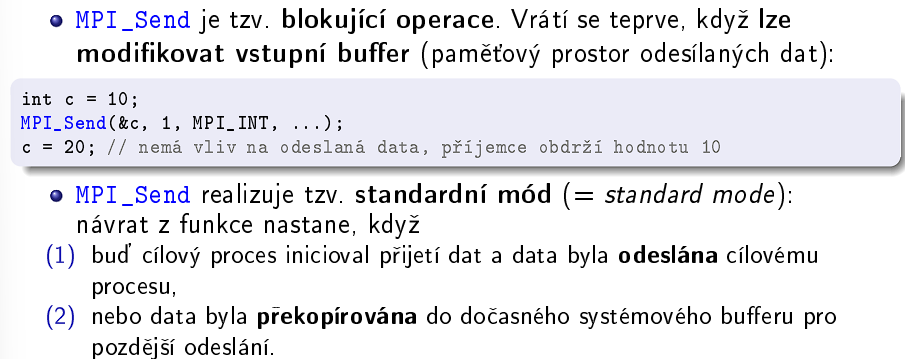 • MPI_Send je tzv. blokující operace. Vrátí se teprve, když lze
modifikovat vstupní buffer (paměťový prostor odesílaných dat):
int c = 10;
MPI_Send(&c, 1, MPI_INT, ...);
c = 20; // nemá vliv na odeslaná data, příjemce obdrží hodnotu 10
• MPI_Send realizuje tzv. standardní mód (= standard mode):
návrat z funkce nastane, když
(1) buď cílový proces inicioval přijetí dat a data byla odeslána cílovému
procesu,
(2) nebo data byla překopírována do dočasného systémového bufferu pro
pozdější odeslání.